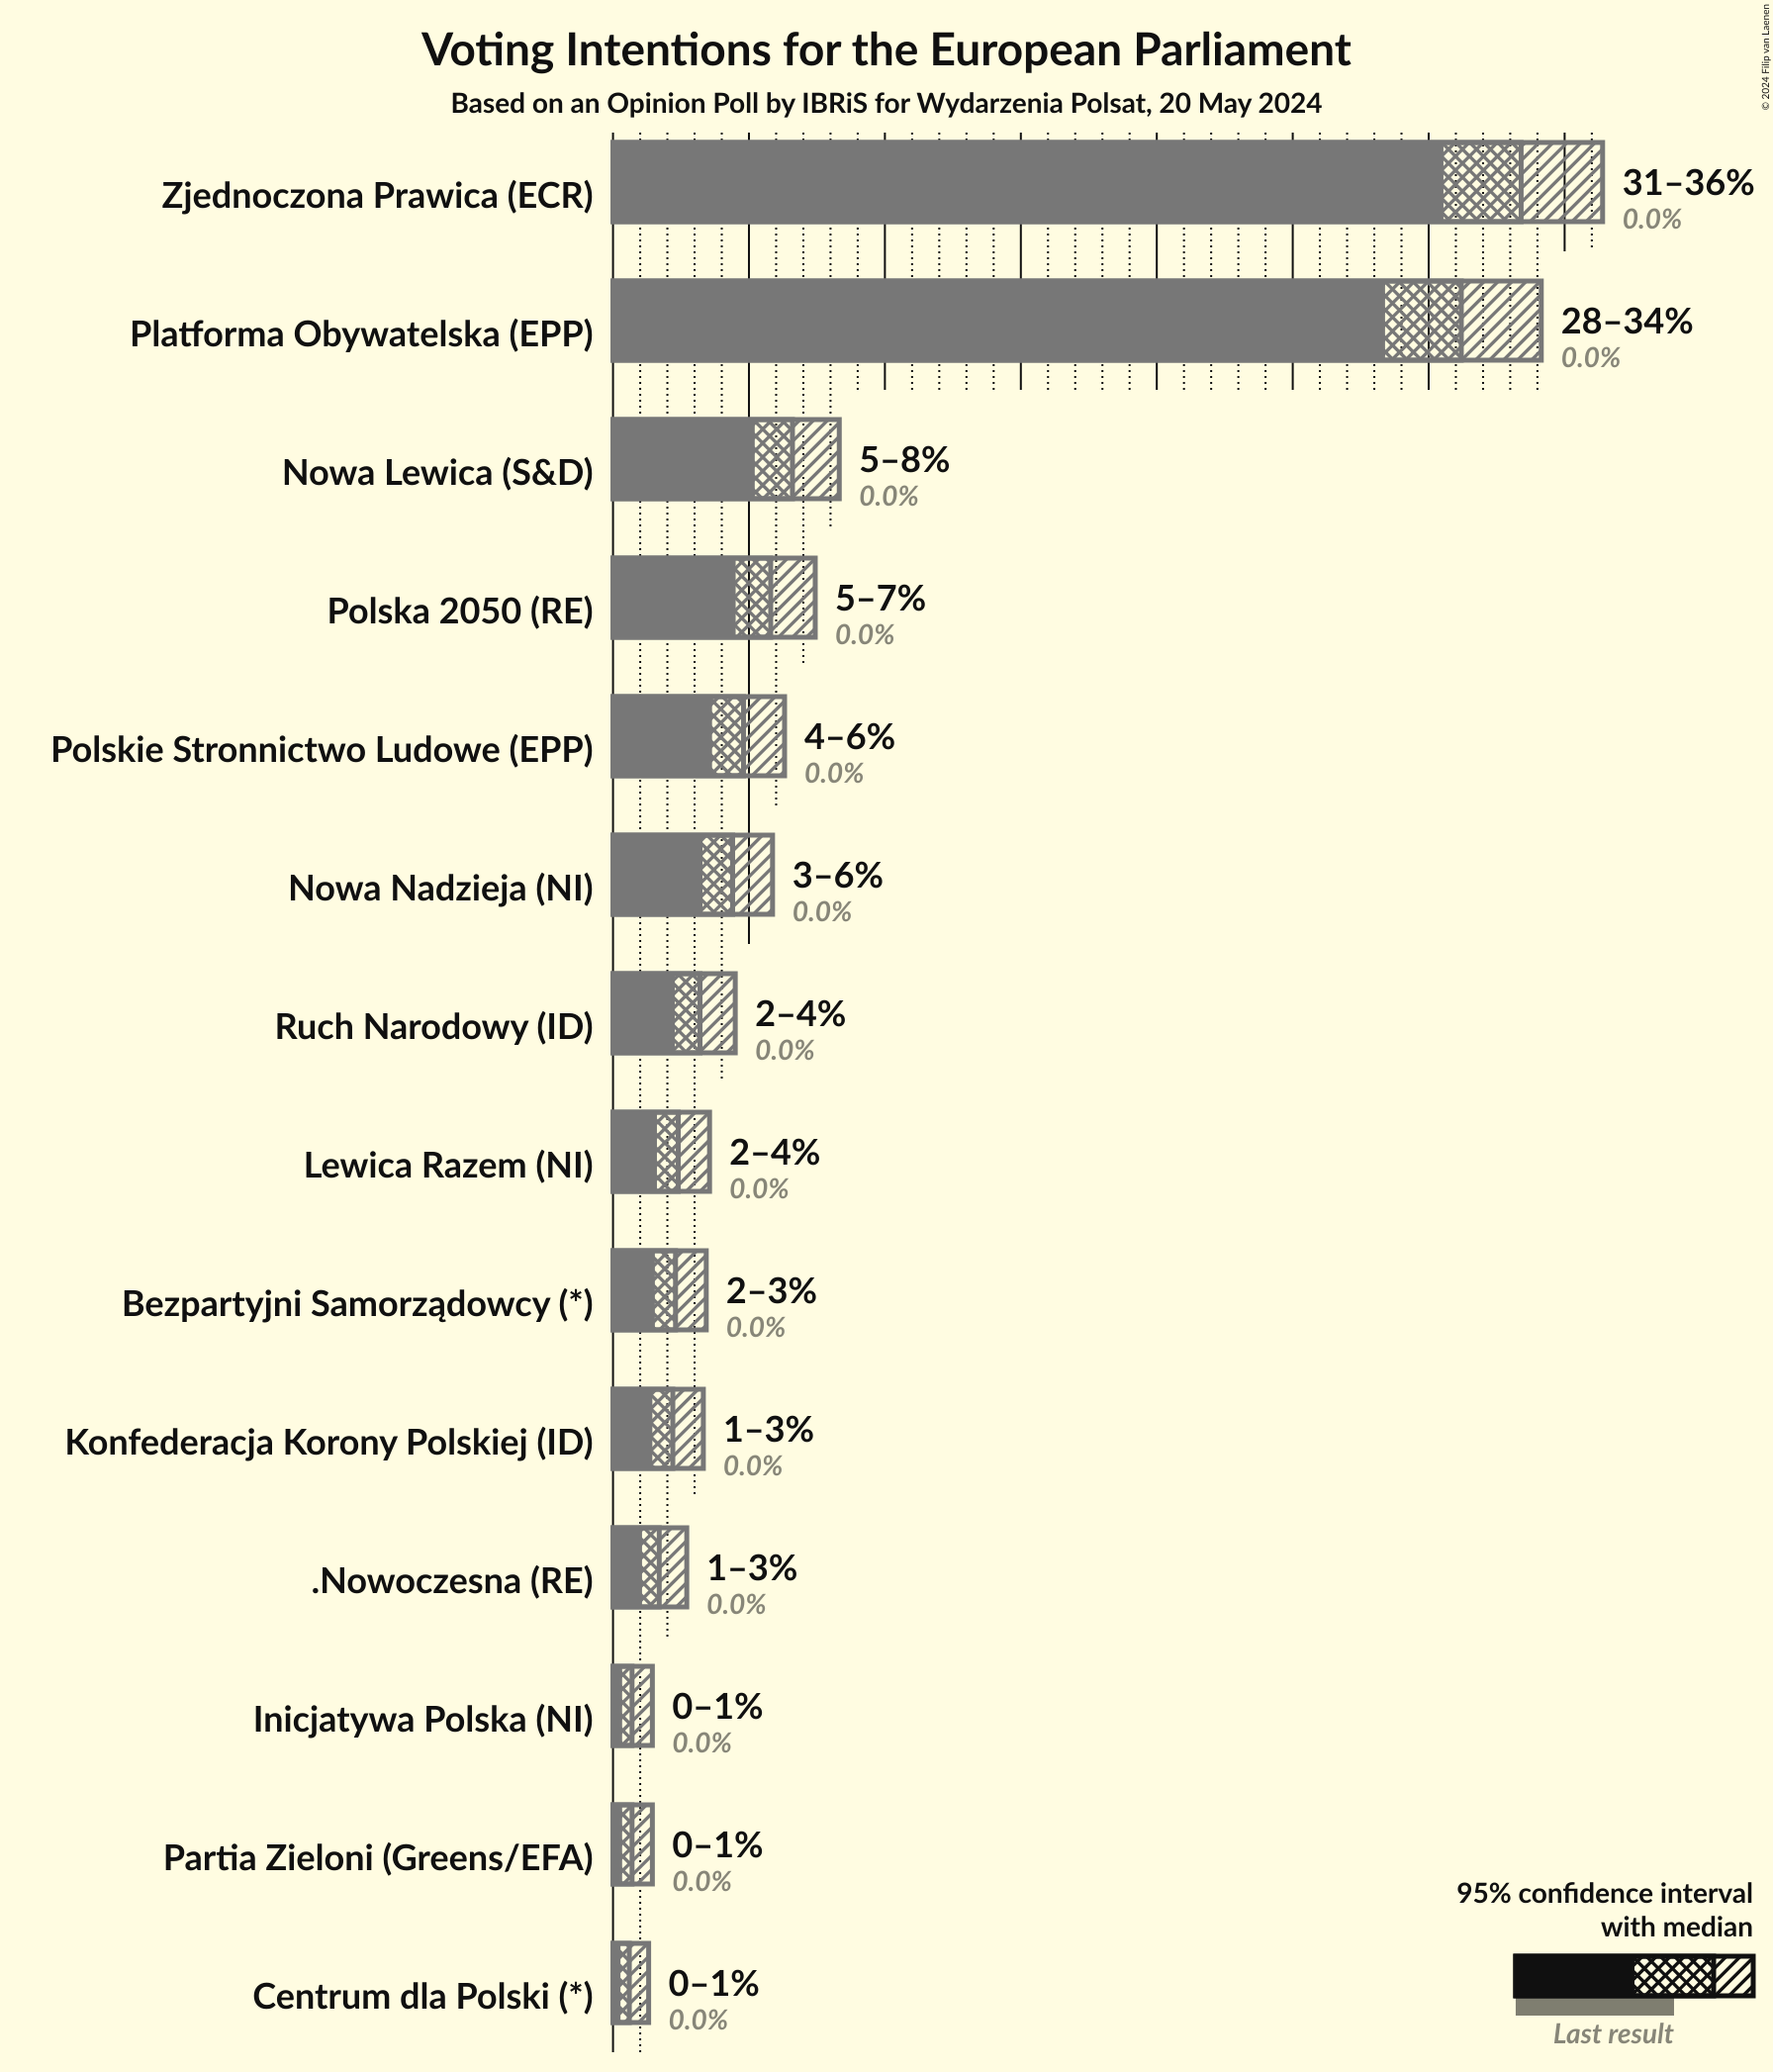 Voting Intentions for the European Parliament
Based on an Opinion Poll by IBRiS for Wydarzenia Polsat, 20 May 2024
© 2024 Filip van Laenen
Zjednoczona Prawica (ECR)
31–36%
0.0%
Platforma Obywatelska (EPP)
28–34%
0.0%
Nowa Lewica (S&D)
5–8%
0.0%
Polska 2050 (RE)
5–7%
0.0%
Polskie Stronnictwo Ludowe (EPP)
4–6%
0.0%
Nowa Nadzieja (NI)
3–6%
0.0%
Ruch Narodowy (ID)
2–4%
0.0%
Lewica Razem (NI)
2–4%
0.0%
Bezpartyjni Samorządowcy (*)
2–3%
0.0%
Konfederacja Korony Polskiej (ID)
1–3%
0.0%
.Nowoczesna (RE)
1–3%
0.0%
Inicjatywa Polska (NI)
0–1%
0.0%
Partia Zieloni (Greens/EFA)
0–1%
0.0%
Centrum dla Polski (*)
0–1%
0.0%
95% confidence interval
with median
Last result